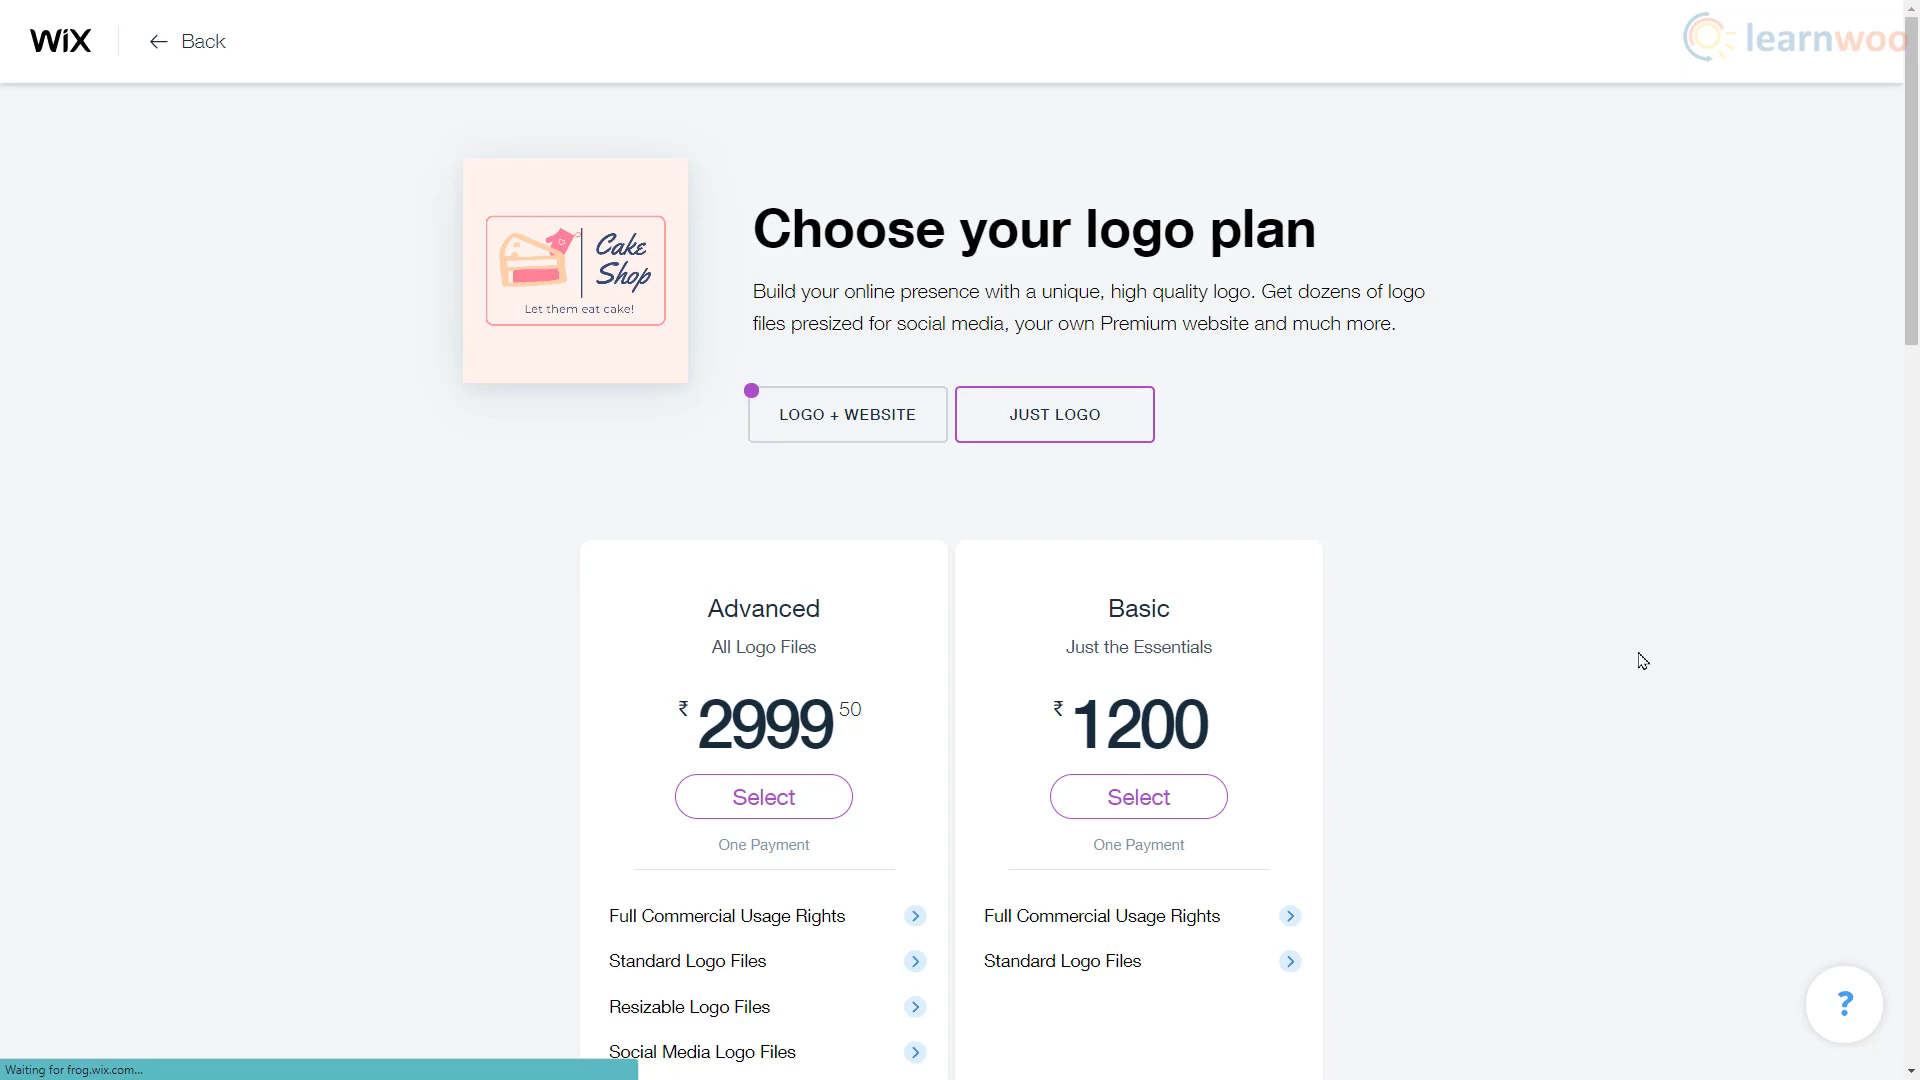 WiX
Back
learnwoo
Cake
Shop
Let them eat cake!
Choose your logo plan
Build your online presence with a unique, high quality logo. Get dozens of logo
files presized for social media, your own Premium website and much more.
LOGO + WEBSITE
JUST LOGO
Advanced
All Logo Files
₹ 2999 50
Select
One Payment
Full Commercial Usage Rights
Standard Logo Files
Resizable Logo Files
Social Media Logo Files
Basic
Just the Essentials
₹ 1200
Select
One Payment
Full Commercial Usage Rights
Standard Logo Files
?
Waiting for frog.wix.com...